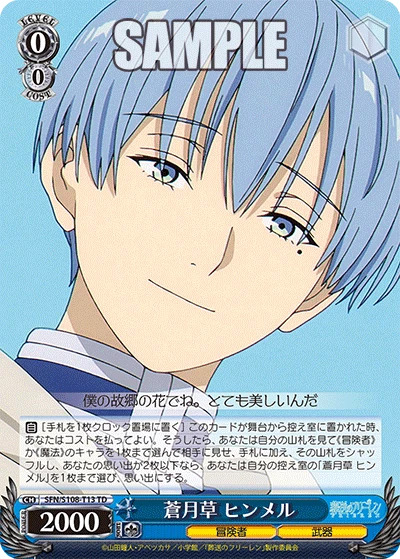 LEVEL
0
0
COST
SAMPLE
僕の故郷の花でね。とても美しいんだ
自 [手札を1枚クロック置場に置く] このカードが舞台から控え室に置かれた時、
あなたはコストを払ってよい。そうしたら、あなたは自分の山札を見て《冒険者》
か《魔法》のキャラを1枚まで選んで相手に見せ、手札に加え、その山札をシャッ
フルし、あなたの思い出が2枚以下なら、あなたは自分の控え室の「蒼月草 ヒン
メル」を1枚まで選び、思い出にする。
CH SFN/S108-T13 TD
蒼月草 ヒンメル
葬送のフリーレン
2000
冒険者
武器
©山田鐘人・アベツカサ/小学館/「葬送のフリーレン」製作委員会